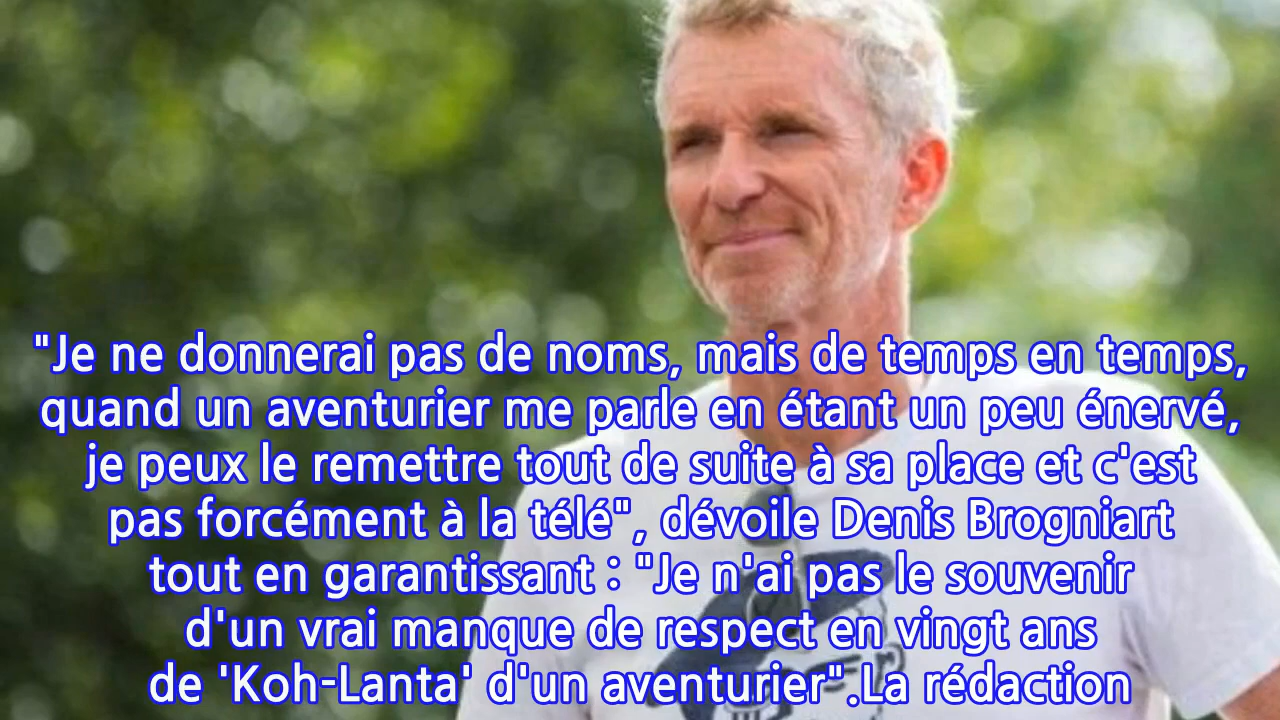 "Je ne donnerai pas de noms, mais de temps en temps,
quand un aventurier me parle en étant un peu énervé,
je peux le remettre tout de suite à sa place et c'est
pas forcément à la télé", dévoile Denis Brogniart
tout en garantissant : "Je n'ai pas le souvenir
d'un vrai manque de respect en vingt ans
de 'Koh-Lanta' d'un aventurier".La rédaction